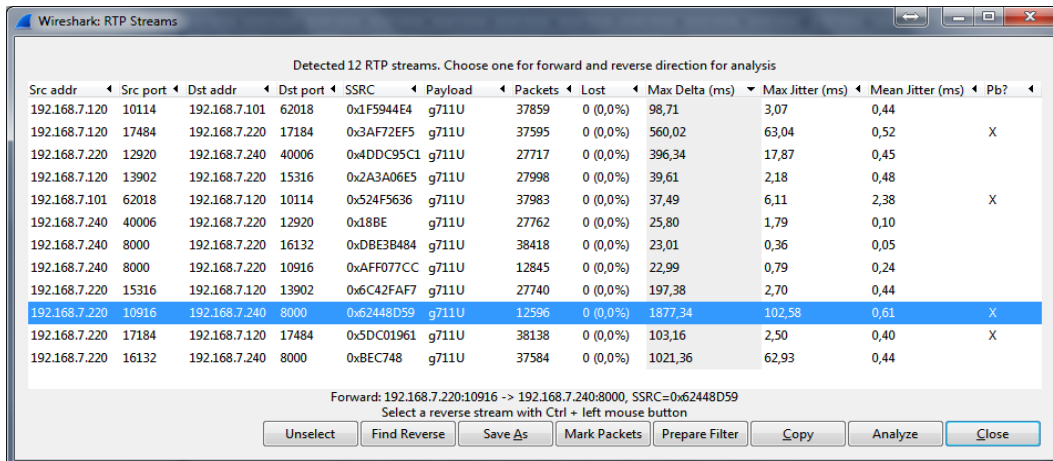 Wireshark: RTP Streams
Detected 12 RTP streams. Choose one for forward and reverse direction for analysis
Src addr Src port Dst addr Dst port SSRC Payload Packets Lost Max Delta (ms) Max Jitter (ms) Mean Jitter (ms) Pb?
192.168.7.120 10114 192.168.7.101 62018 0x1F5944E4 g711U 37859 0 (0,0%) 98,71 3,07 0,44
192.168.7.120 17484 192.168.7.220 17184 0x3AF72EF5 g711U 37595 0 (0,0%) 560,02 63,04 0,52 X
192.168.7.220 12920 192.168.7.240 40006 0x4DDC95C1 g711U 27717 0 (0,0%) 396,34 17,87 0,45
192.168.7.120 13902 192.168.7.220 15316 0x2A3A06E5 g711U 27998 0 (0,0%) 39,61 2,18 0,48
192.168.7.101 62018 192.168.7.120 10114 0x524F5636 g711U 37983 0 (0,0%) 37,49 6,11 2,38 X
192.168.7.240 40006 192.168.7.220 12920 0x18BE g711U 27762 0 (0,0%) 25,80 1,79 0,10
192.168.7.240 8000 192.168.7.220 16132 0xDBE3B484 g711U 38418 0 (0,0%) 23,01 0,36 0,05
192.168.7.240 8000 192.168.7.220 10916 0xAFF077CC g711U 12845 0 (0,0%) 22,99 0,79 0,24
192.168.7.220 15316 192.168.7.120 13902 0x6C42FAF7 g711U 27740 0 (0,0%) 197,38 2,70 0,44
192.168.7.220 10916 192.168.7.240 8000 0x62448D59 g711U 12596 0 (0,0%) 1877,34 102,58 0,61 X
192.168.7.220 17184 192.168.7.120 17484 0x5DC01961 g711U 38138 0 (0,0%) 103,16 2,50 0,40 X
192.168.7.220 16132 192.168.7.240 8000 0xBEC748 g711U 37584 0 (0,0%) 1021,36 62,93 0,44
Forward: 192.168.7.220:10916 -> 192.168.7.240:8000, SSRC=0x62448D59
Select a reverse stream with Ctrl + left mouse button
Unselect Find Reverse Save As Mark Packets Prepare Filter Copy Analyze Close